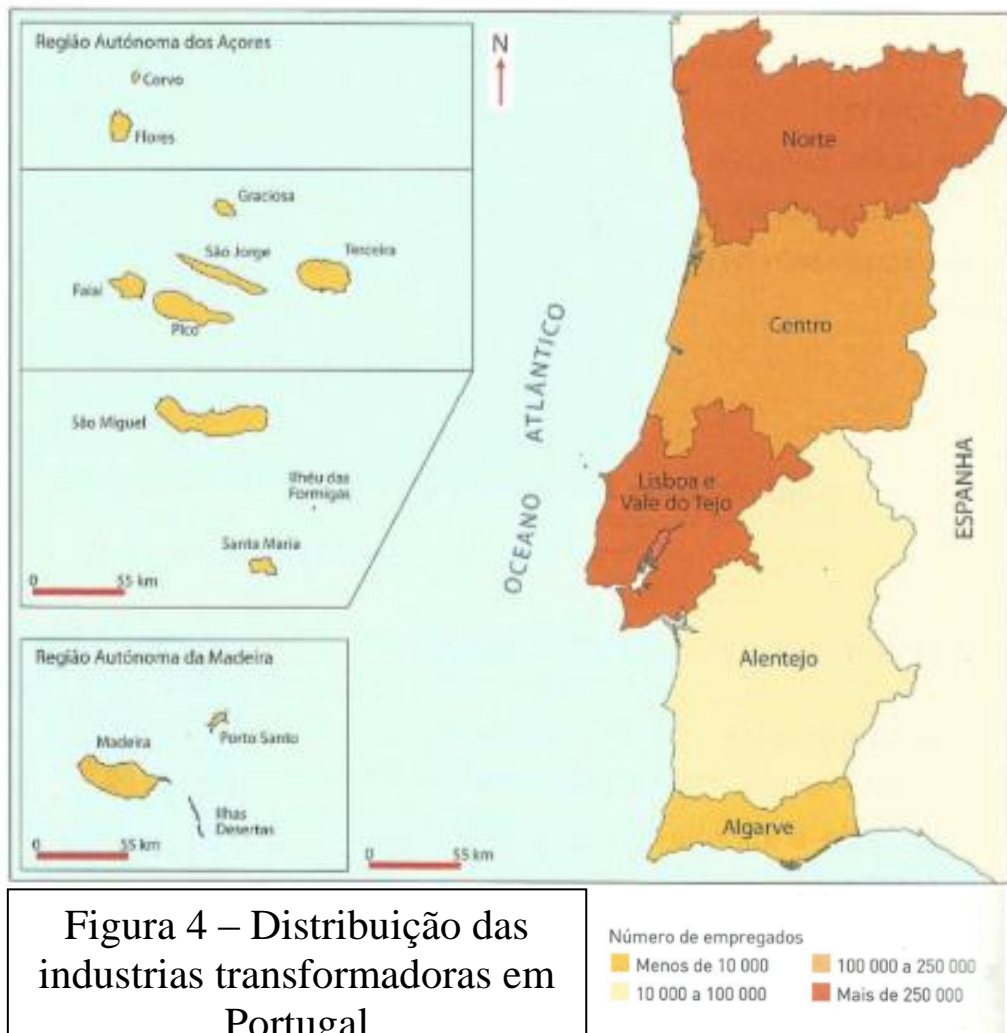 Região Autónoma dos Açores
Corvo
Flores
Graciosa
São Jorge
Terceira
Faial
Pico
São Miguel
Ilhéu das
Formigas
Santa Maria
0 55 km
Região Autónoma da Madeira
Madeira
Porto Santo
Ilhas
Desertas
0 55 km
0 55 km
N
OCEANO ATLÂNTICO
ESPANHA
Norte
Centro
Lisboa e
Vale do Tejo
Alentejo
Algarve
Figura 4 – Distribuição das
industrias transformadoras em
Portugal
Número de empregados
Menos de 10 000
10 000 a 100 000
100 000 a 250 000
Mais de 250 000